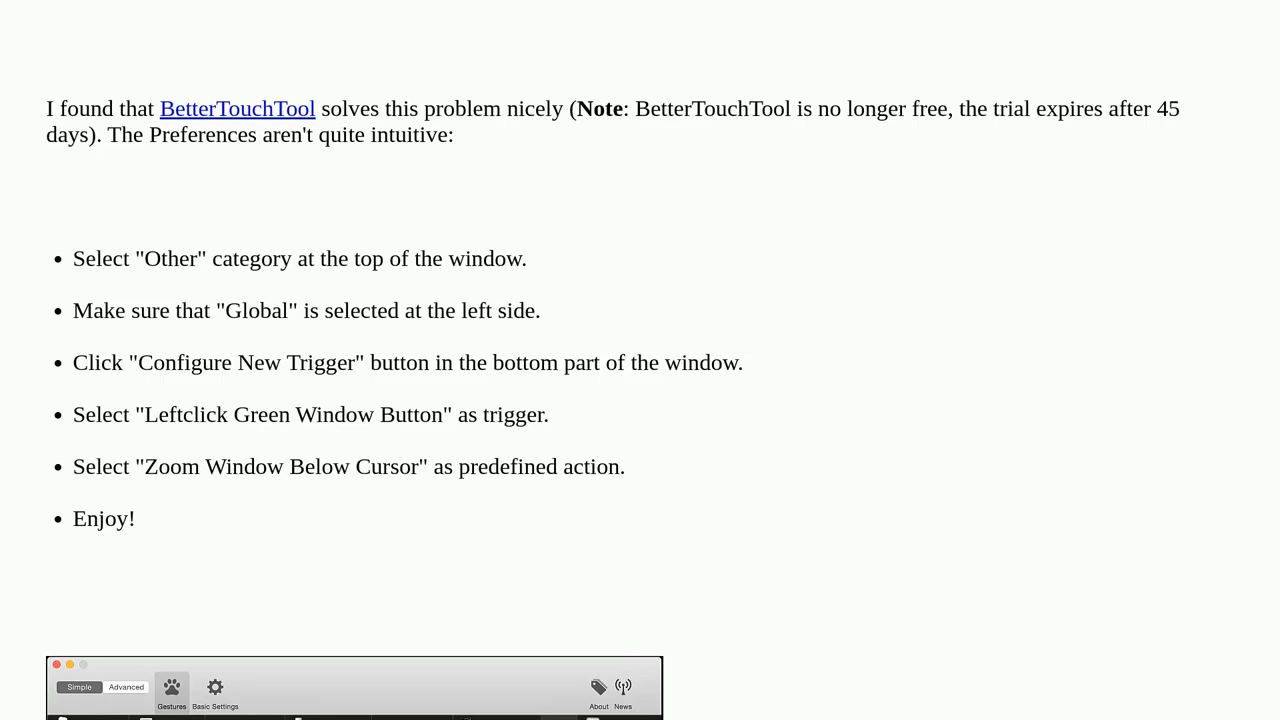 I found that BetterTouchTool solves this problem nicely (Note: BetterTouchTool is no longer free, the trial expires after 45
days). The Preferences aren't quite intuitive:
• Select "Other" category at the top of the window.
• Make sure that "Global" is selected at the left side.
• Click "Configure New Trigger" button in the bottom part of the window.
• Select "Leftclick Green Window Button" as trigger.
• Select "Zoom Window Below Cursor" as predefined action.
• Enjoy!
Simple Advanced
Gestures Basic Settings About News